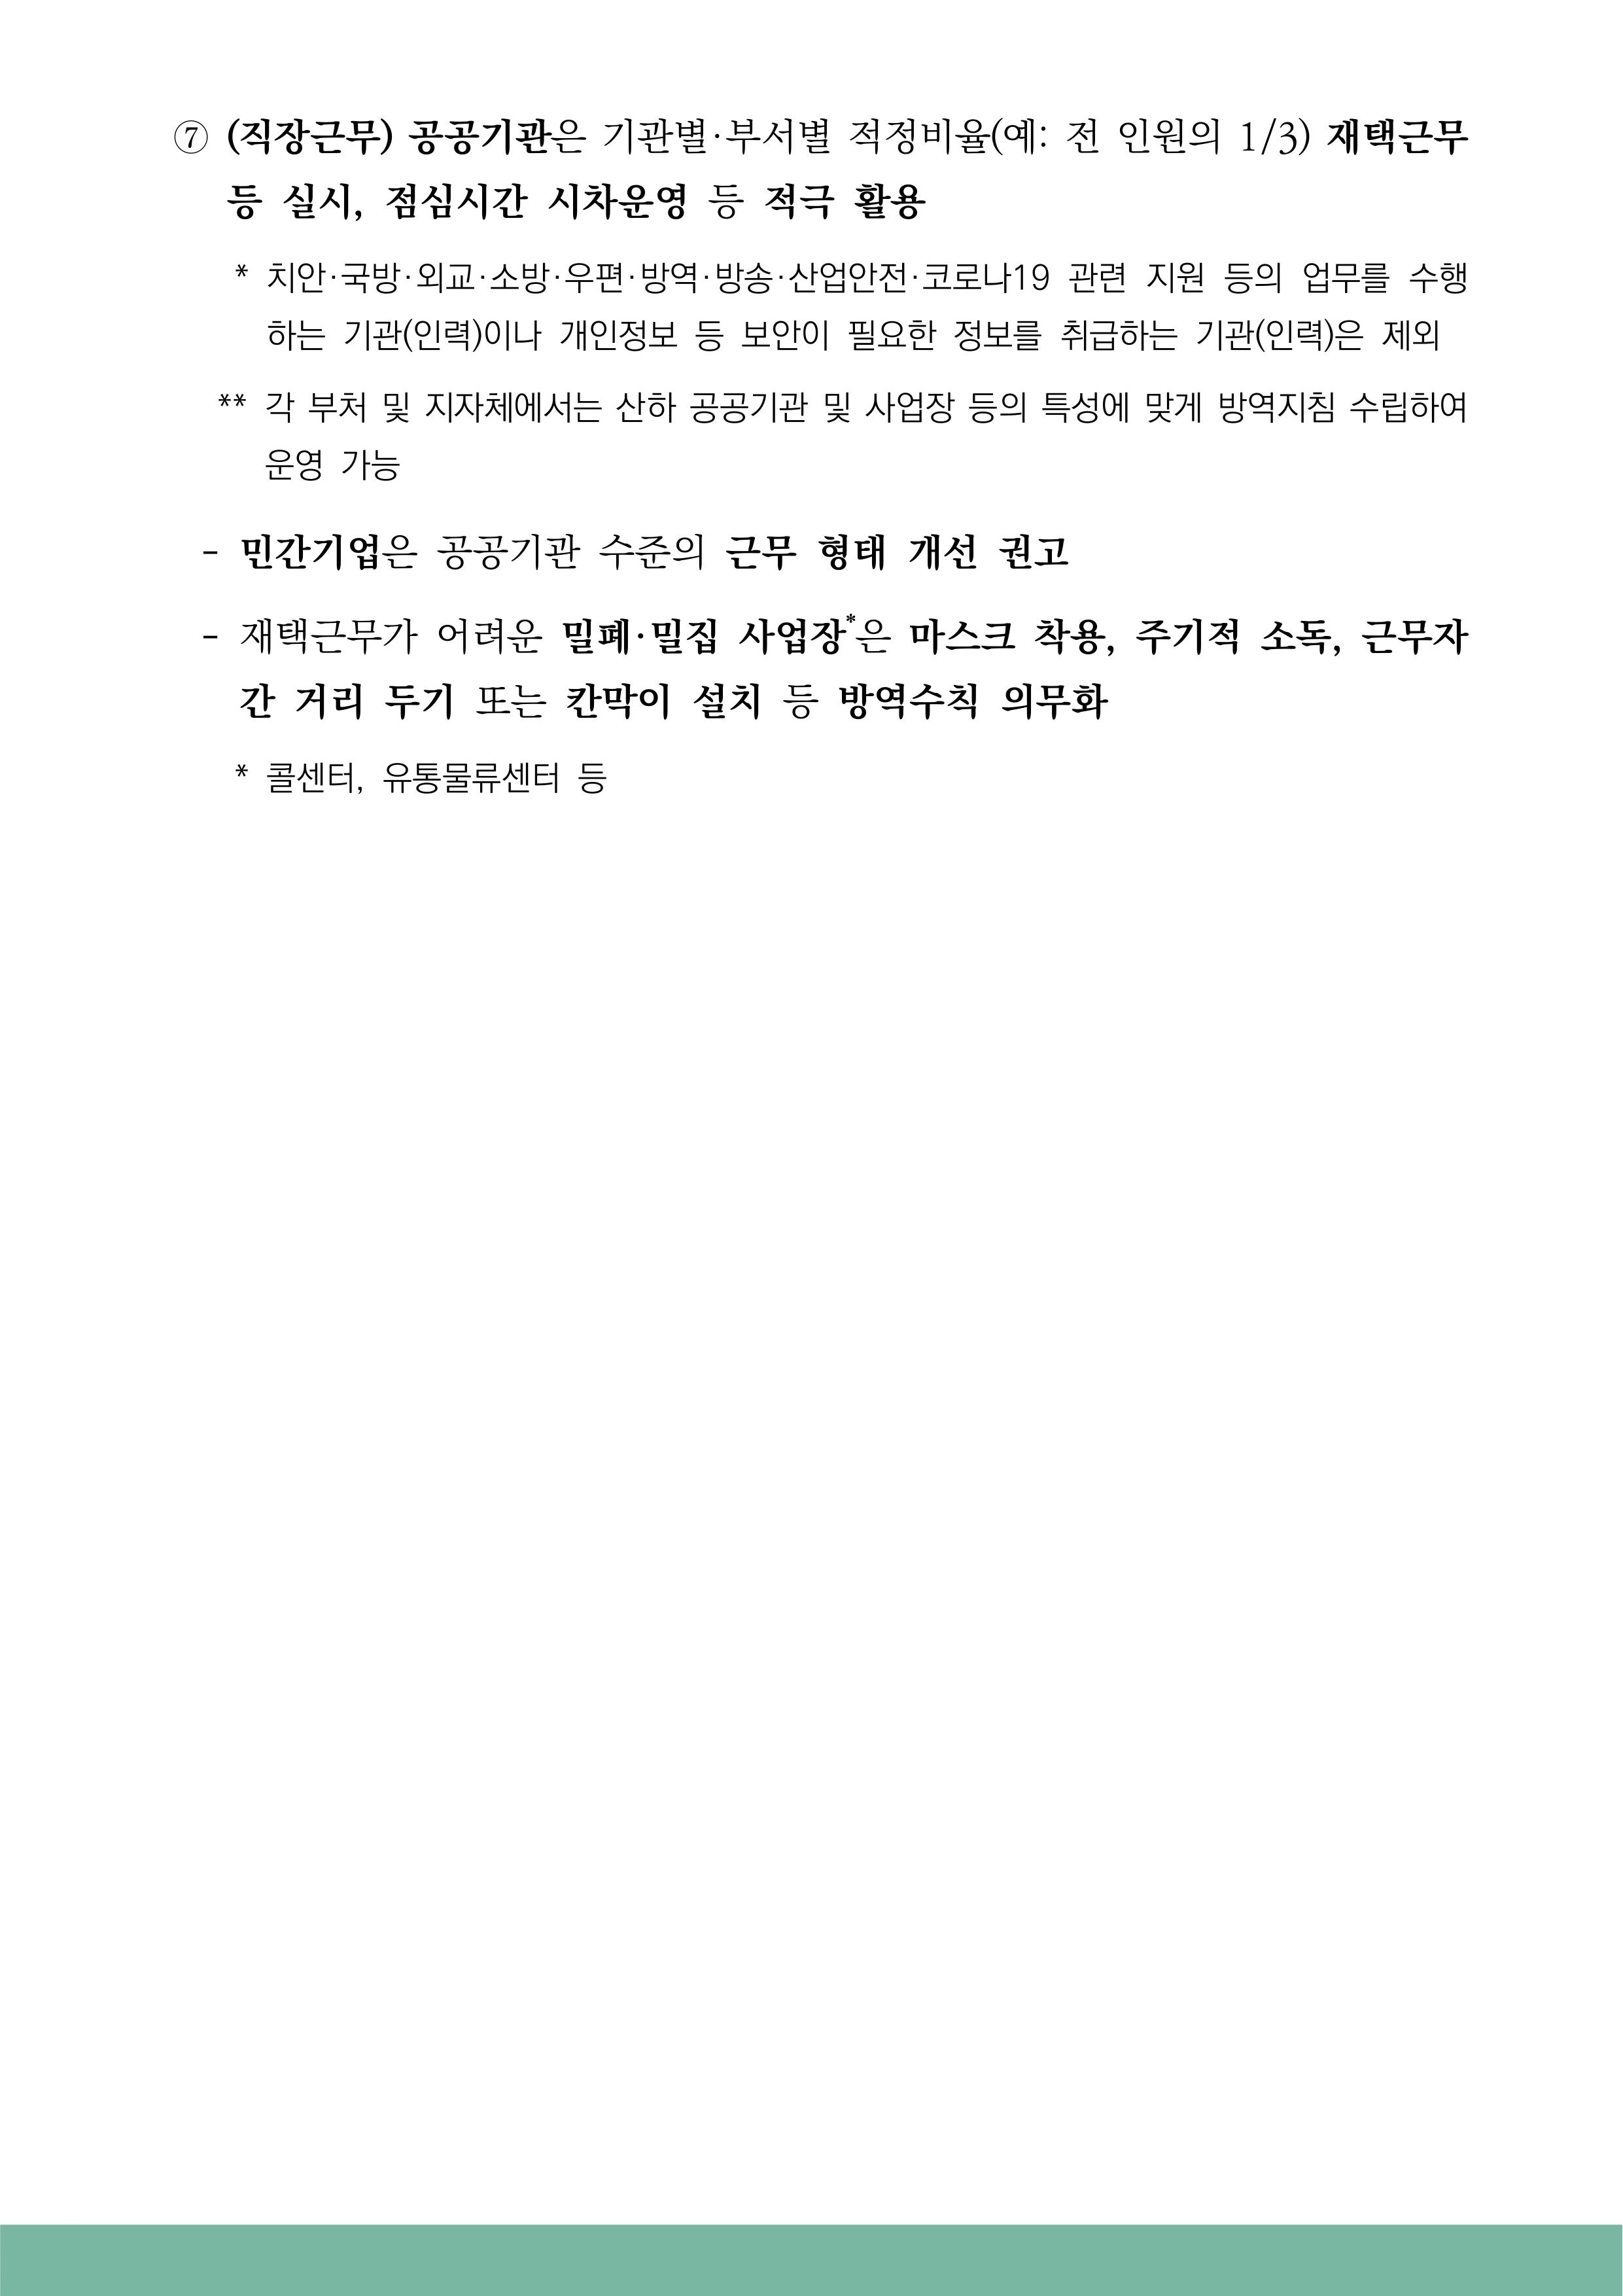 ⑦ (직장근무) 공공기관은 기관별·부서별 적정비율(예: 전 인원의 1/3) 재택근무
등 실시, 점심시간 시차운영 등 적극 활용
* 치안·국방·외교·소방·우편·방역·방송·산업안전·코로나19 관련 지원 등의 업무를 수행
하는 기관(인력)이나 개인정보 등 보안이 필요한 정보를 취급하는 기관(인력)은 제외
** 각 부처 및 지자체에서는 산하 공공기관 및 사업장 등의 특성에 맞게 방역지침 수립하여
운영 가능
- 민간기업은 공공기관 수준의 근무 형태 개선 권고
- 재택근무가 어려운 밀폐·밀집 사업장*은 마스크 착용, 주기적 소독, 근무자
간 거리 두기 또는 칸막이 설치 등 방역수칙 의무화
* 콜센터, 유통물류센터 등